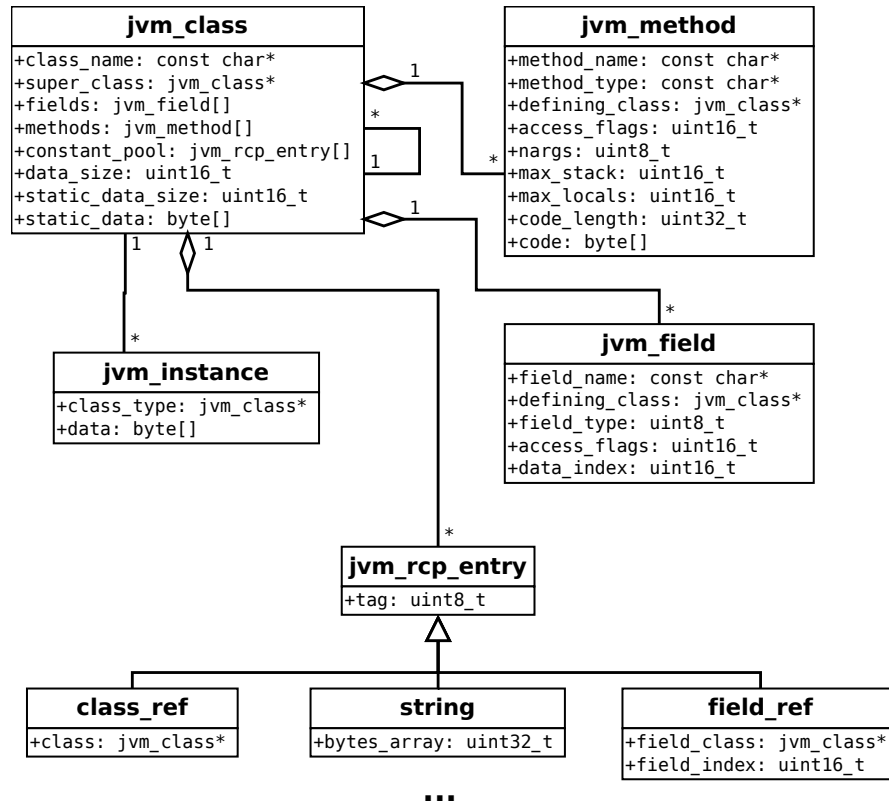 jvm_class
+class_name: const char*
+super_class: jvm_class*
+fields: jvm_field[]
+methods: jvm_method[]
+constant_pool: jvm_rcp_entry[]
+data_size: uint16_t
+static_data_size: uint16_t
+static_data: byte[]
1
*
1
1
1
1
*
jvm_method
+method_name: const char*
+method_type: const char*
+defining_class: jvm_class*
+access_flags: uint16_t
+nargs: uint8_t
+max_stack: uint16_t
+max_locals: uint16_t
+code_length: uint32_t
+code: byte[]
*
jvm_field
+field_name: const char*
+defining_class: jvm_class*
+field_type: uint8_t
+access_flags: uint16_t
+data_index: uint16_t
*
jvm_instance
+class_type: jvm_class*
+data: byte[]
*
jvm_rcp_entry
+tag: uint8_t
class_ref
+class: jvm_class*
string
+bytes_array: uint32_t
field_ref
+field_class: jvm_class*
+field_index: uint16_t
...